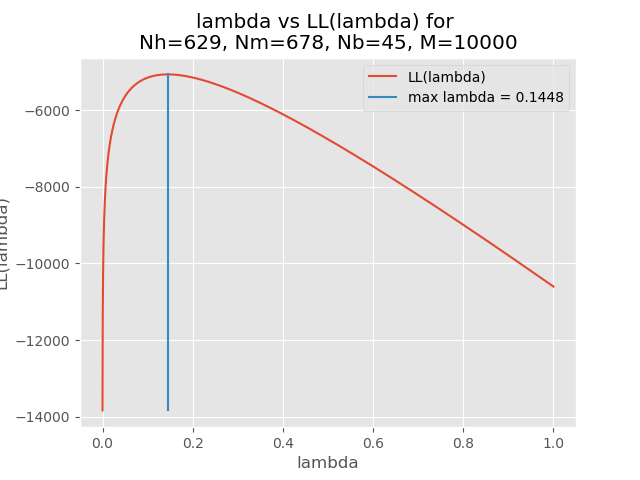 lambda vs LL(lambda) for
Nh=629, Nm=678, Nb=45, M=10000
LL(lambda)
max lambda = 0.1448
−6000
−8000
−10000
−12000
−14000
LL(lambda)
0.0 0.2 0.4 0.6 0.8 1.0
lambda